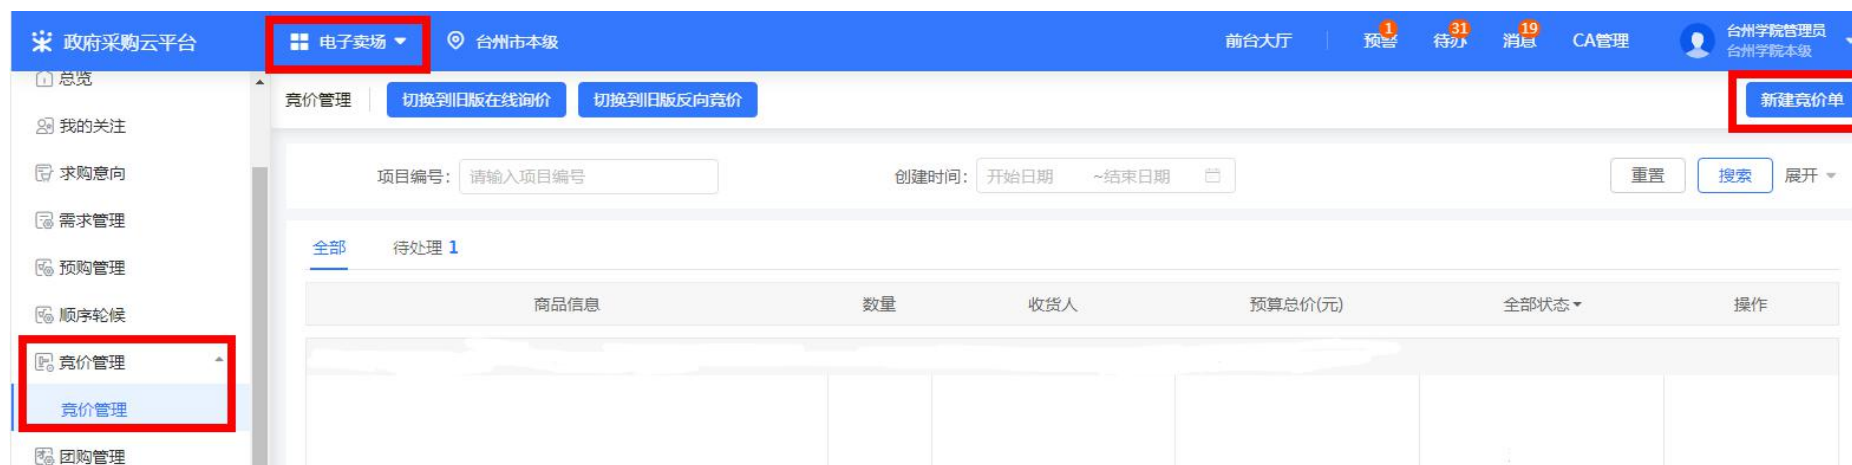 政府采购云平台 电子卖场 台州市本级 前台大厅 预警 1 待办 31 消息 19 CA管理 台州学院管理员
台州学院本级
总览
我的关注
求购意向
需求管理
预购管理
顺序轮候
竞价管理
竞价管理
团购管理
竞价管理 切换到旧版在线询价 切换到旧版反向竞价 新建竞价单
项目编号: 请输入项目编号 创建时间: 开始日期 ~结束日期 重置 搜索 展开
全部 待处理 1
商品信息 数量 收货人 预算总价(元) 全部状态 操作